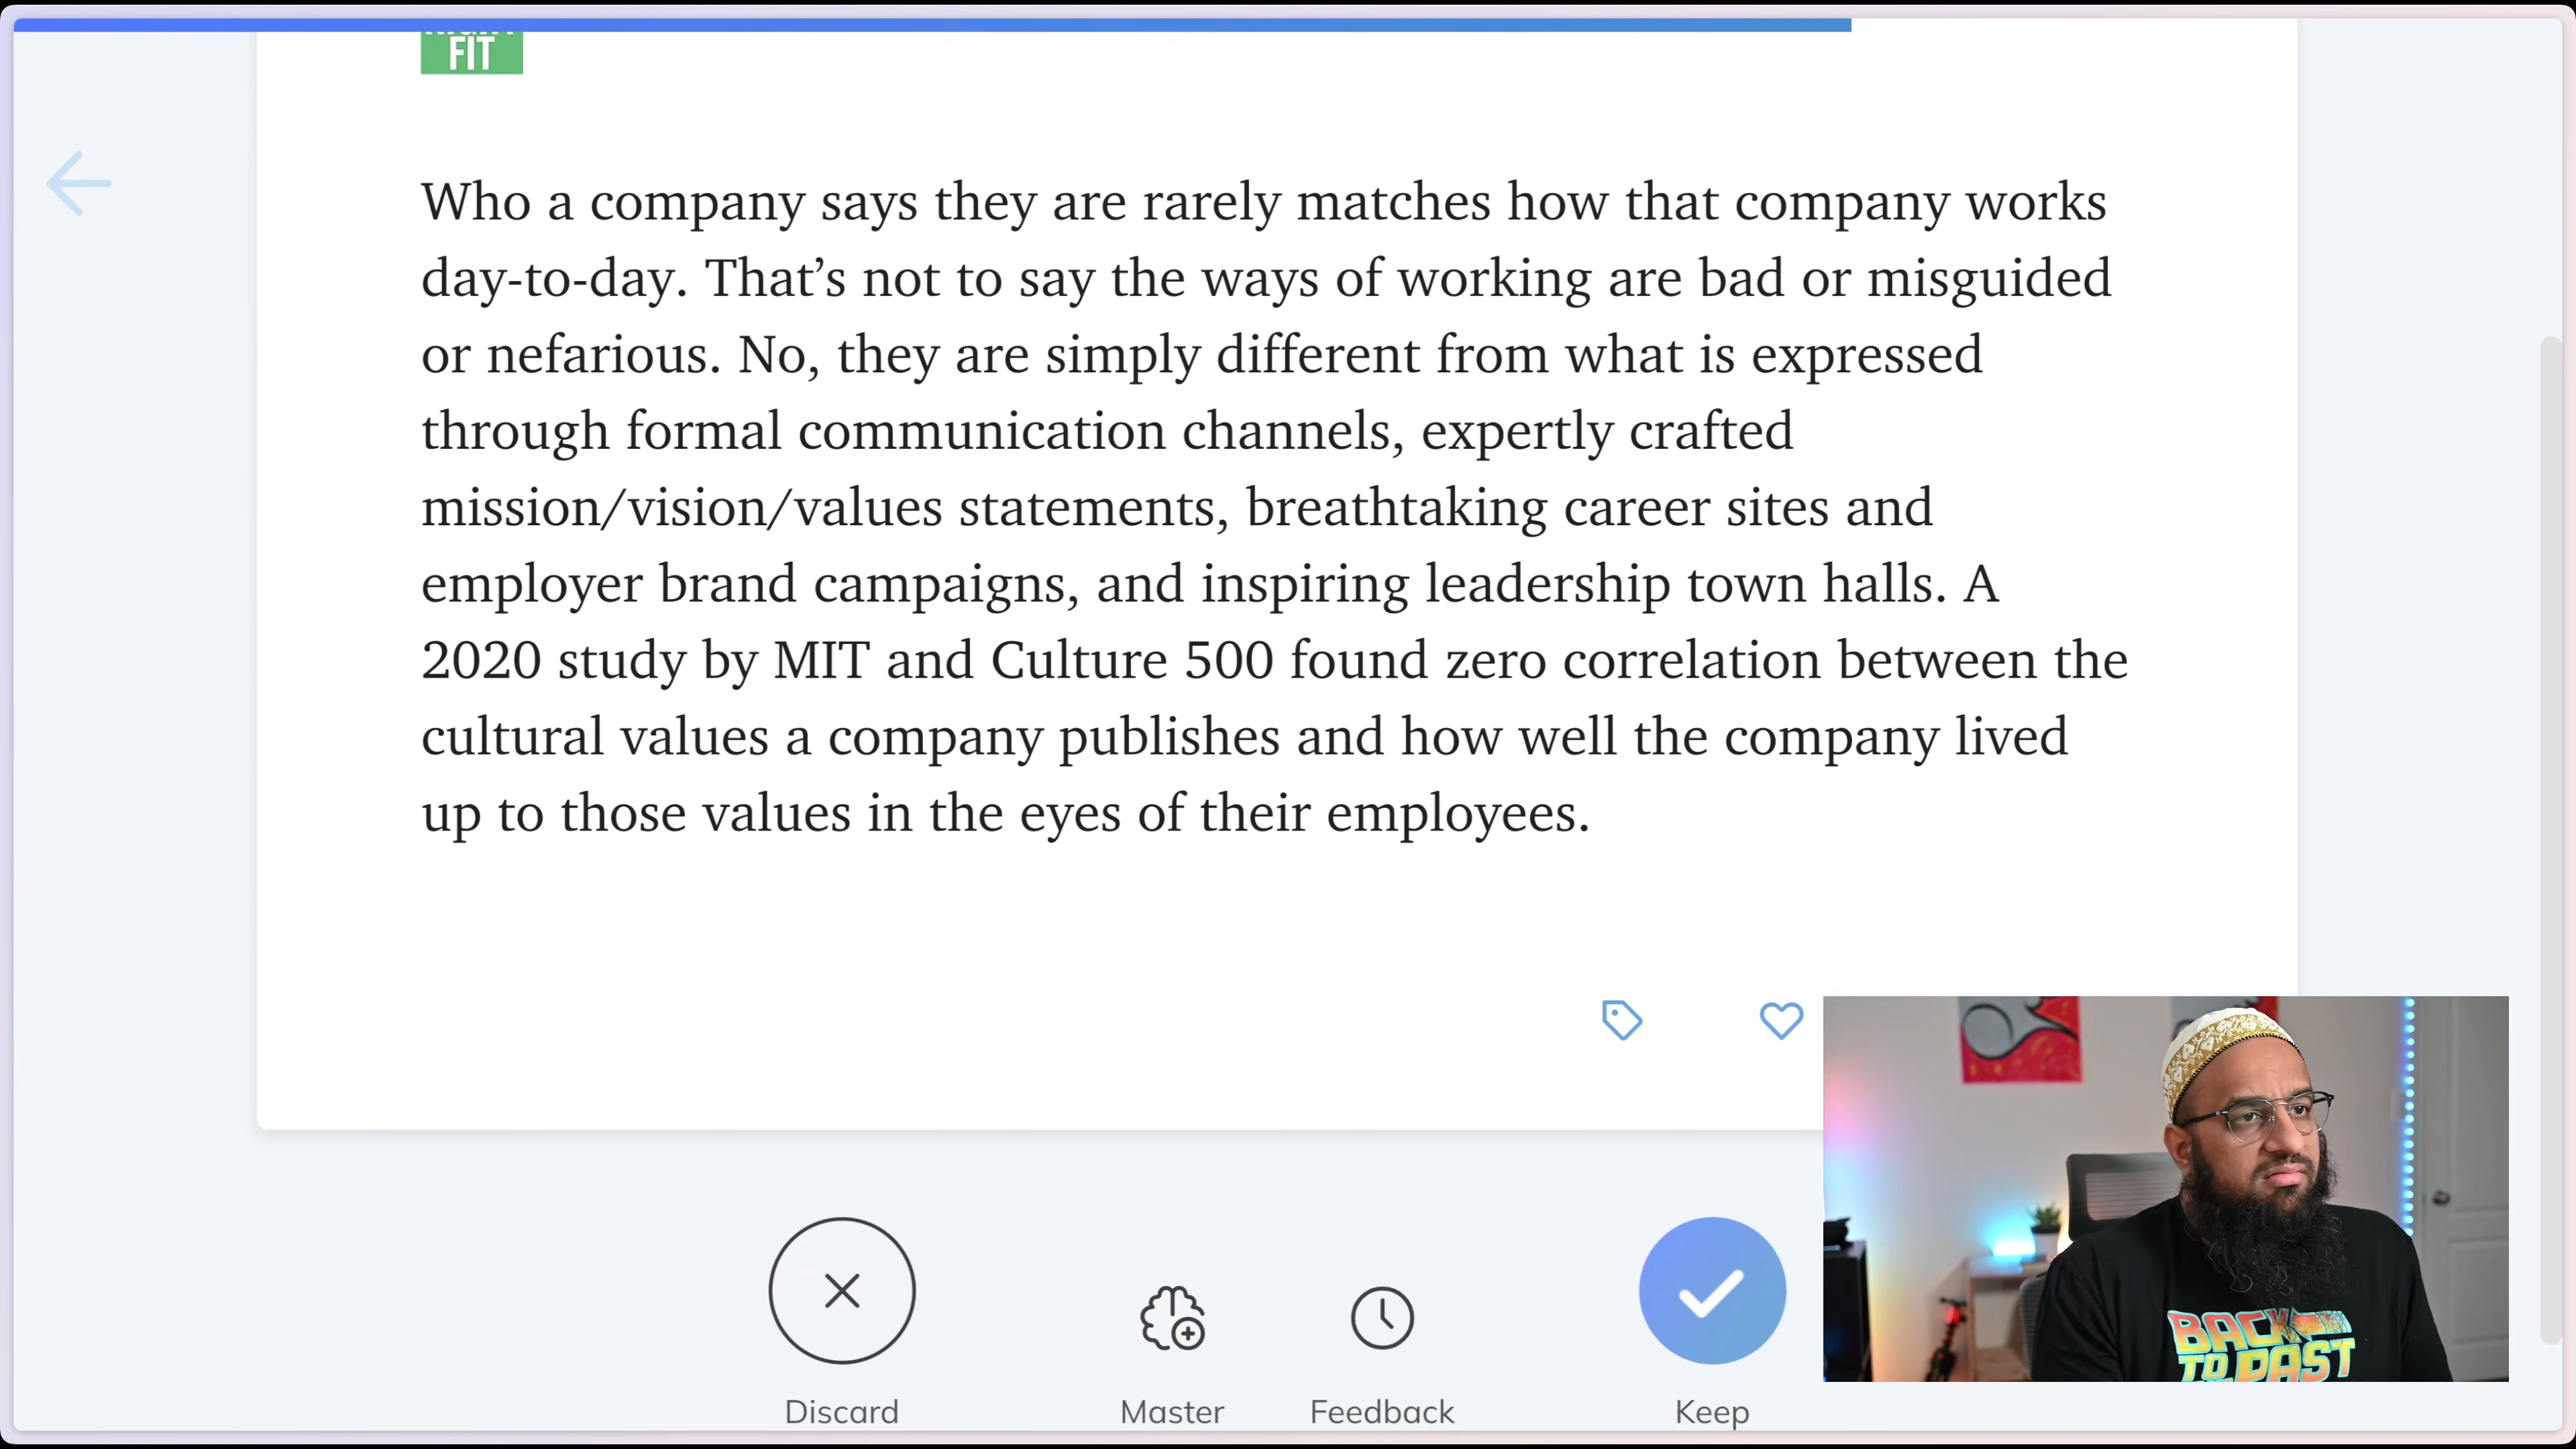 FIT
Who a company says they are rarely matches how that company works
day-to-day. That’s not to say the ways of working are bad or misguided
or nefarious. No, they are simply different from what is expressed
through formal communication channels, expertly crafted
mission/vision/values statements, breathtaking career sites and
employer brand campaigns, and inspiring leadership town halls. A
2020 study by MIT and Culture 500 found zero correlation between the
cultural values a company publishes and how well the company lived
up to those values in the eyes of their employees.
Discard
Master
Feedback
Keep
BACK
TO PAST